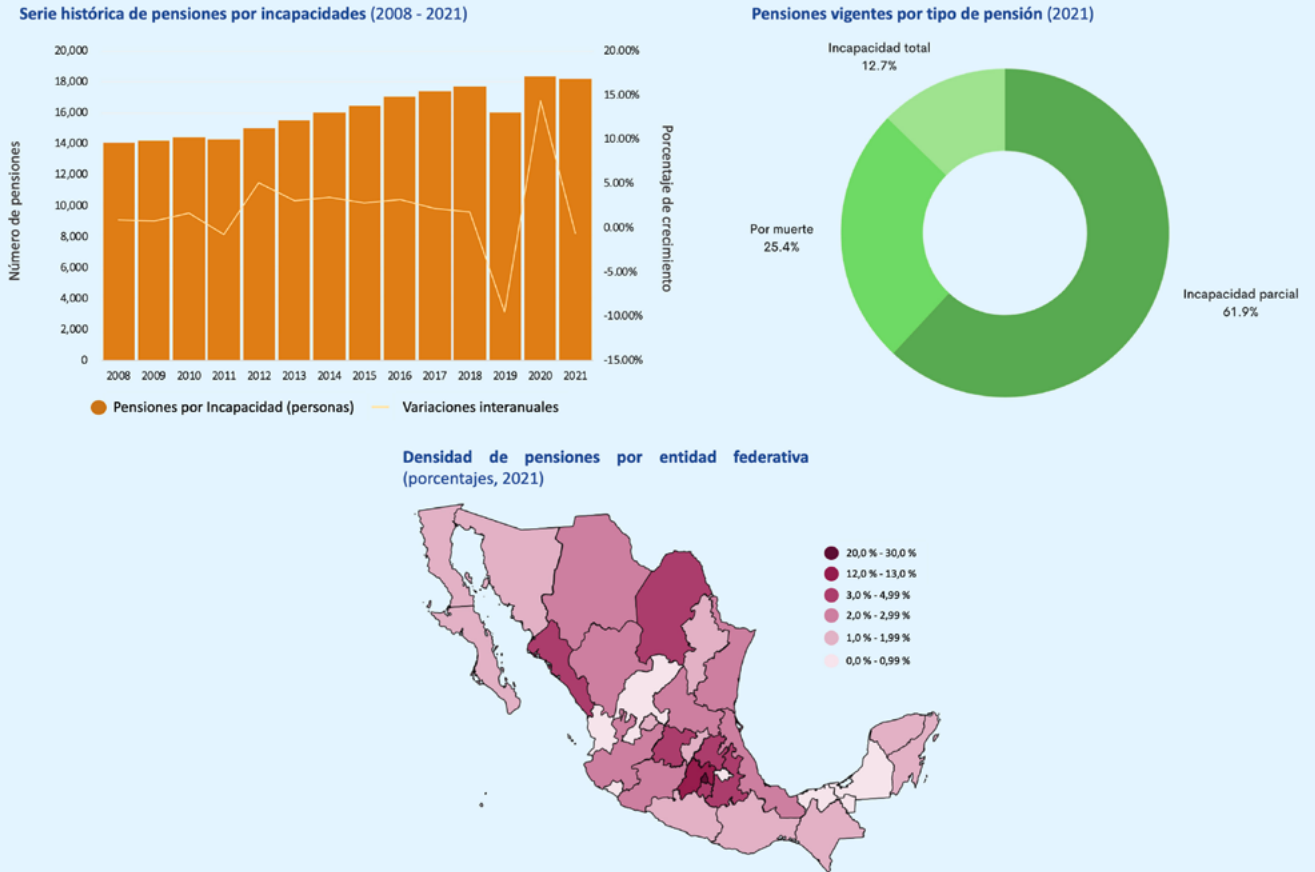 Serie histórica de pensiones por incapacidades (2008 - 2021)
20,000
18,000
16,000
14,000
12,000
10,000
8,000
6,000
4,000
2,000
0
Número de pensiones
20.00%
15.00%
10.00%
5.00%
0.00%
-5.00%
-10.00%
-15.00%
Porcentaje de crecimiento
2008 2009 2010 2011 2012 2013 2014 2015 2016 2017 2018 2019 2020 2021
Pensiones por Incapacidad (personas) Variaciones interanuales
Pensiones vigentes por tipo de pensión (2021)
Incapacidad total
12.7%
Por muerte
25.4%
Incapacidad parcial
61.9%
Densidad de pensiones por entidad federativa
(porcentajes, 2021)
20,0 % - 30,0 %
12,0 % - 13,0 %
3,0 % - 4,99 %
2,0 % - 2,99 %
1,0 % - 1,99 %
0,0 % - 0,99 %